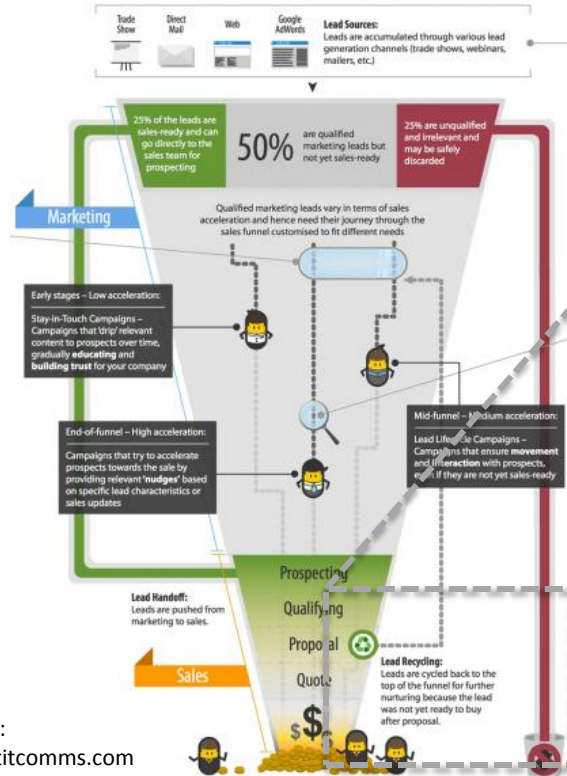 Trade
Show
Direct
Mail
Web
Google
AdWords
Lead Sources:
Leads are accumulated through various lead
generation channels (trade shows, webinars,
mailers, etc.)
25% of the leads are
sales-ready and can
go directly to the
sales team for
prospecting
50%
are qualified
marketing leads but
not yet sales-ready
25% are unqualified
and irrelevant and
may be safely
discarded
Marketing
Qualified marketing leads vary in terms of sales
acceleration and hence need their journey through the
sales funnel customised to fit different needs
Early stages – Low acceleration:
Stay-in-Touch Campaigns –
Campaigns that 'drip' relevant
content to prospects over time,
gradually educating and
building trust for your company
Mid-funnel – Medium acceleration:
Lead Lifecycle Campaigns –
Campaigns that ensure movement
and interaction with prospects,
even if they are not yet sales-ready
End-of-funnel – High acceleration:
Campaigns that try to accelerate
prospects towards the sale by
providing relevant 'nudges' based
on specific lead characteristics or
sales updates
Prospecting
Lead Handoff:
Leads are pushed from
marketing to sales.
Qualifying
Proposal
Lead Recycling:
Leads are cycled back to the
top of the funnel for further
nurturing because the lead
was not yet ready to buy
after proposal.
Sales
Quote
$$
:
titcomms.com